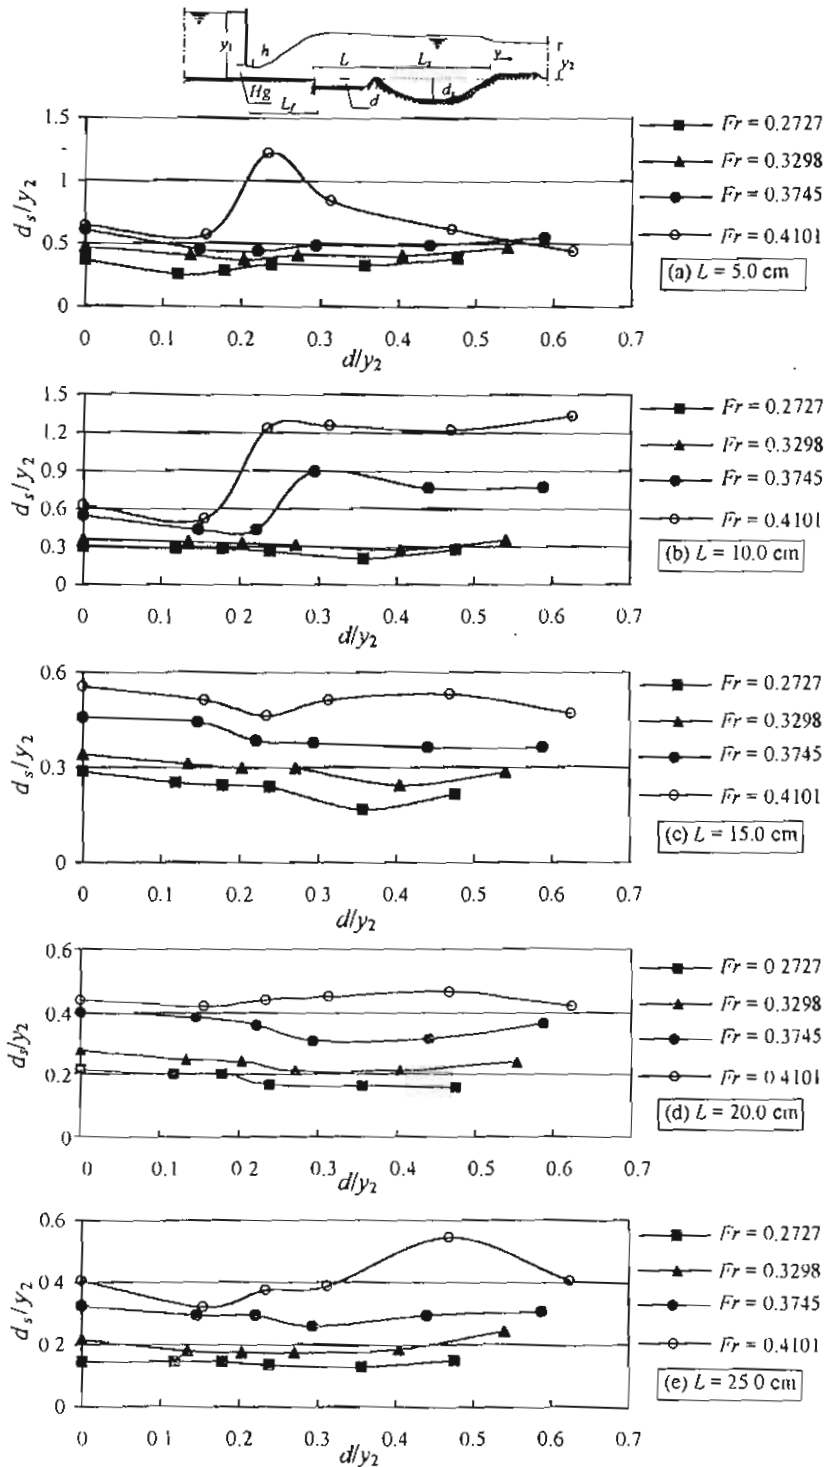 y₁ h L Lₛ y r y₂
Hg Lf d dₛ
1.5
1
0.5
0
dₛ/y₂
0 0.1 0.2 0.3 0.4 0.5 0.6 0.7
d/y₂
Fr = 0.2727
Fr = 0.3298
Fr = 0.3745
Fr = 0.4101
(a) L = 5.0 cm
1.5
1.2
0.9
0.6
0.3
0
dₛ/y₂
0 0.1 0 2 0.3 0.4 0.5 0.6 0.7
d/y₂
Fr = 0.2727
Fr = 0.3298
Fr = 0.3745
Fr = 0.4101
(b) L = 10.0 cm
0.6
0.3
0
dₛ/y₂
0 0.1 0.2 0.3 0.4 0.5 0.6 0.7
d/y₂
Fr = 0.2727
Fr = 0.3298
Fr = 0.3745
Fr = 0.4101
(c) L = 15.0 cm
0.6
0.4
0.2
0
dₛ/y₂
0 0.1 0 2 0.3 0.4 0.5 0.6 0.7
d/y₂
Fr = 0.2727
Fr = 0.3298
Fr = 0.3745
Fr = 0.4101
(d) L = 20.0 cm
0.6
0.4
0.2
0
dₛ/y₂
0 0.1 0.2 0.3 0.4 0.5 0.6 0.7
d/y₂
Fr = 0.2727
Fr = 0.3298
Fr = 0.3745
Fr = 0.4101
(e) L = 25 0 cm